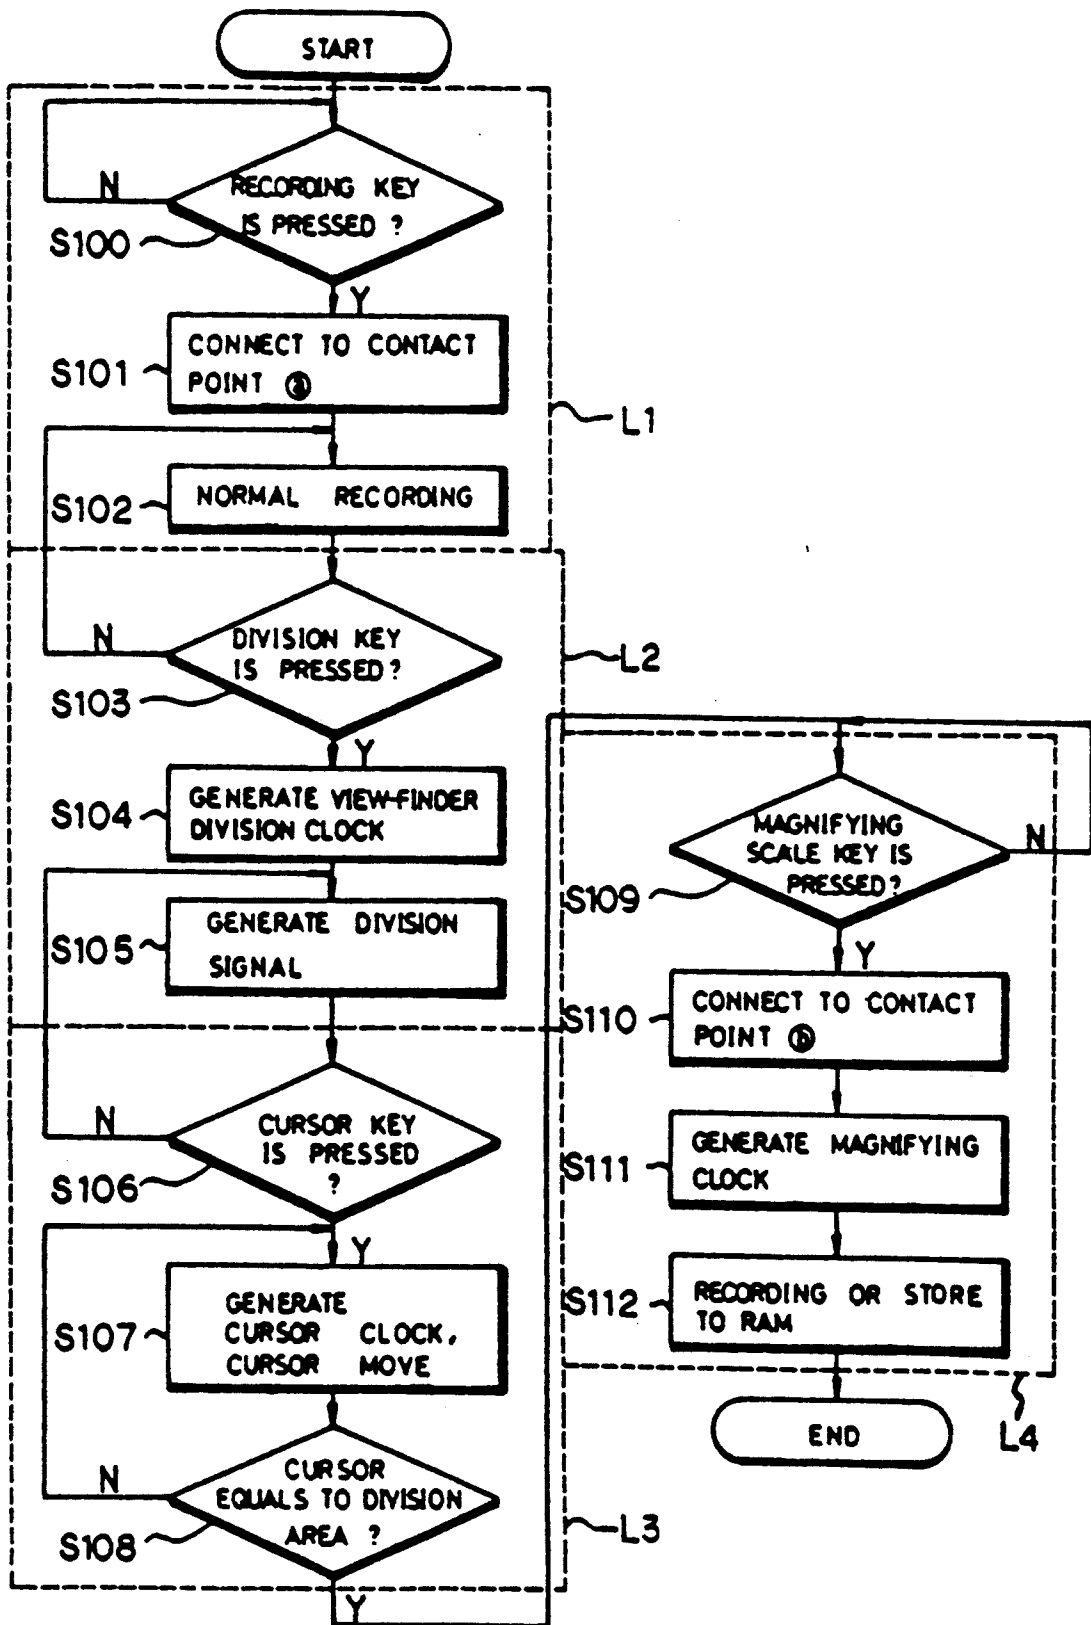 START
RECORDING KEY
IS PRESSED ?
N
S100
Y
CONNECT TO CONTACT
POINT ⓐ
S101
L1
NORMAL RECORDING
S102
DIVISION KEY
IS PRESSED?
N
S103
L2
Y
GENERATE VIEW-FINDER
DIVISION CLOCK
S104
GENERATE DIVISION
SIGNAL
S105
CURSOR KEY
IS PRESSED
?
N
S106
Y
GENERATE
CURSOR CLOCK,
CURSOR MOVE
S107
CURSOR
EQUALS TO DIVISION
AREA ?
N
S108
L3
Y
MAGNIFYING
SCALE KEY IS
PRESSED?
N
S109
Y
CONNECT TO CONTACT
POINT ⓑ
S110
GENERATE MAGNIFYING
CLOCK
S111
RECORDING OR STORE
TO RAM
S112
END
L4